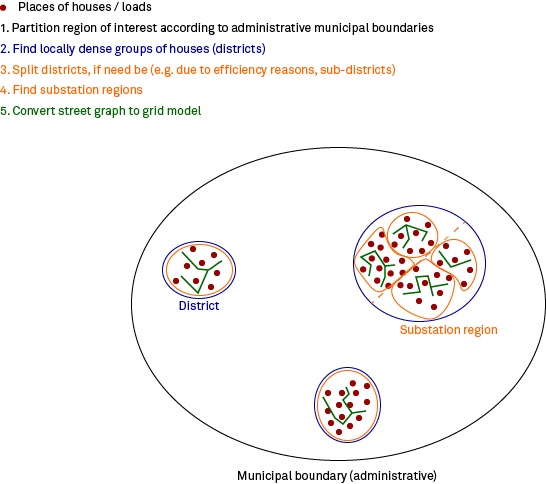 Places of houses / loads
1. Partition region of interest according to administrative municipal boundaries
2. Find locally dense groups of houses (districts)
3. Split districts, if need be (e.g. due to efficiency reasons, sub-districts)
4. Find substation regions
5. Convert street graph to grid model
District
Substation region
Municipal boundary (administrative)